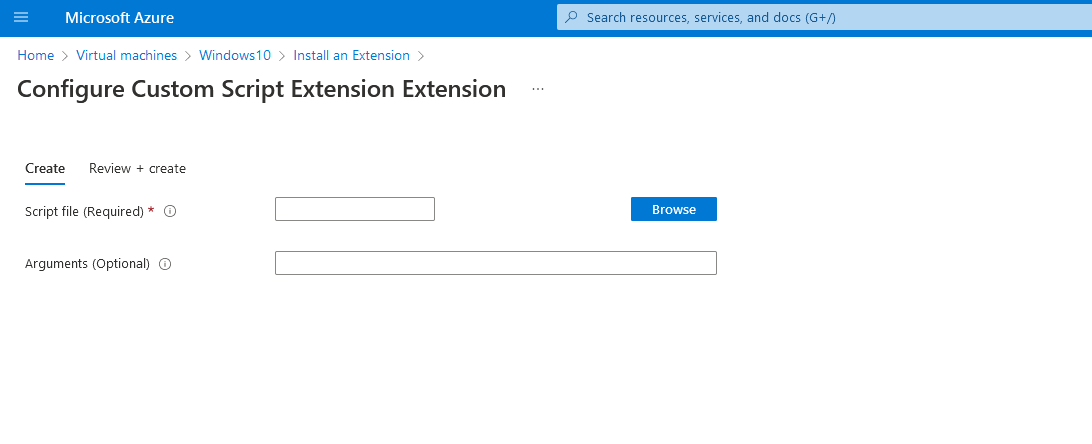 Microsoft Azure
Search resources, services, and docs (G+/)
Home > Virtual machines > Windows10 > Install an Extension >
Configure Custom Script Extension Extension ...
Create Review + create
Script file (Required) * Browse
Arguments (Optional)